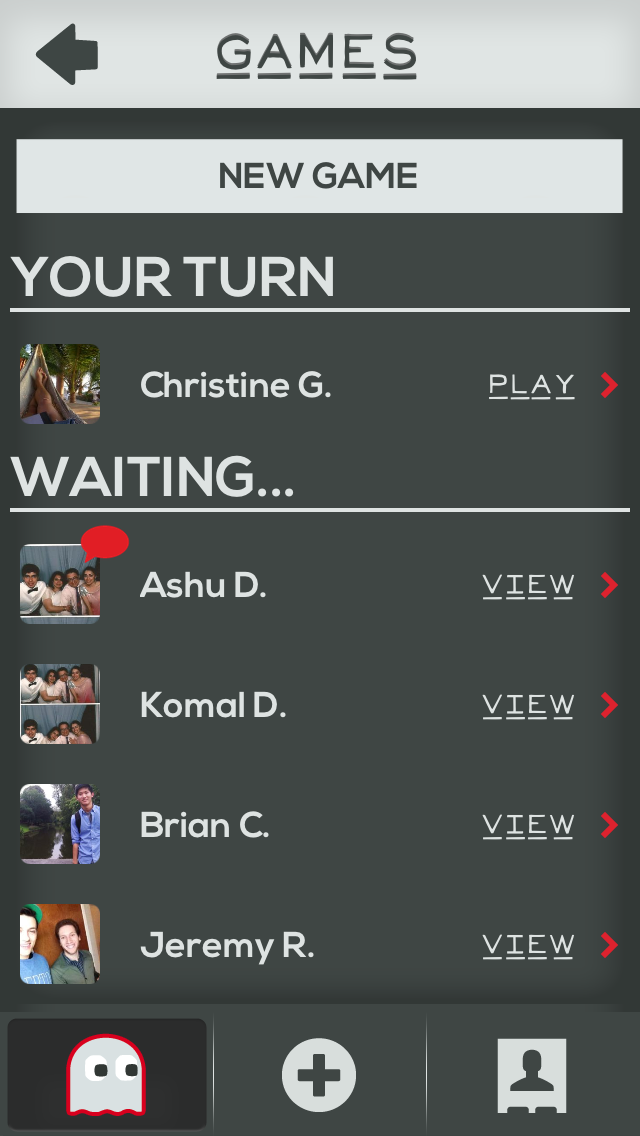 GAMES
NEW GAME
YOUR TURN
Christine G. PLAY
WAITING...
Ashu D. VIEW
Komal D. VIEW
Brian C. VIEW
Jeremy R. VIEW